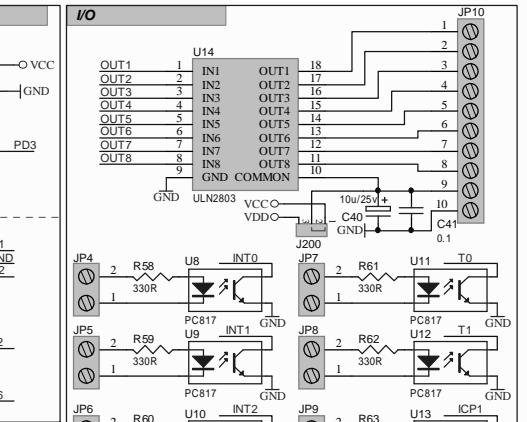 I/O
JP10
VCC
GND
PD3
U14
OUT1 1 IN1 OUT1 18 1
OUT2 2 IN2 OUT2 17 2
OUT3 3 IN3 OUT3 16 3
OUT4 4 IN4 OUT4 15 4
OUT5 5 IN5 OUT5 14 5
OUT6 6 IN6 OUT6 13 6
OUT7 7 IN7 OUT7 12 7
OUT8 8 IN8 OUT8 11 8
9 GND COMMON 10 9
GND
ULN2803
VCC
VDD
3 2 1
J200
10u/25v +
C40
GND
10
C41
0.1
JP4
2 R58 U8 INT0
330R
1
PC817
GND
JP7
2 R61 U11 T0
330R
1
PC817
GND
JP5
2 R59 U9 INT1
330R
1
PC817
GND
JP8
2 R62 U12 T1
330R
1
PC817
GND
JP6
2 R60 U10 INT2
JP9
2 R63 U13 ICP1